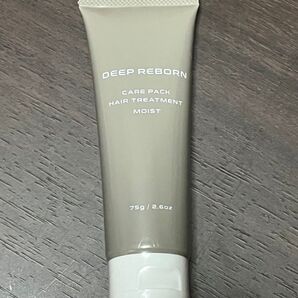 DEEP REBORN
CARE PACK
HAIR TREATMENT
MOIST
75g / 2.6oz